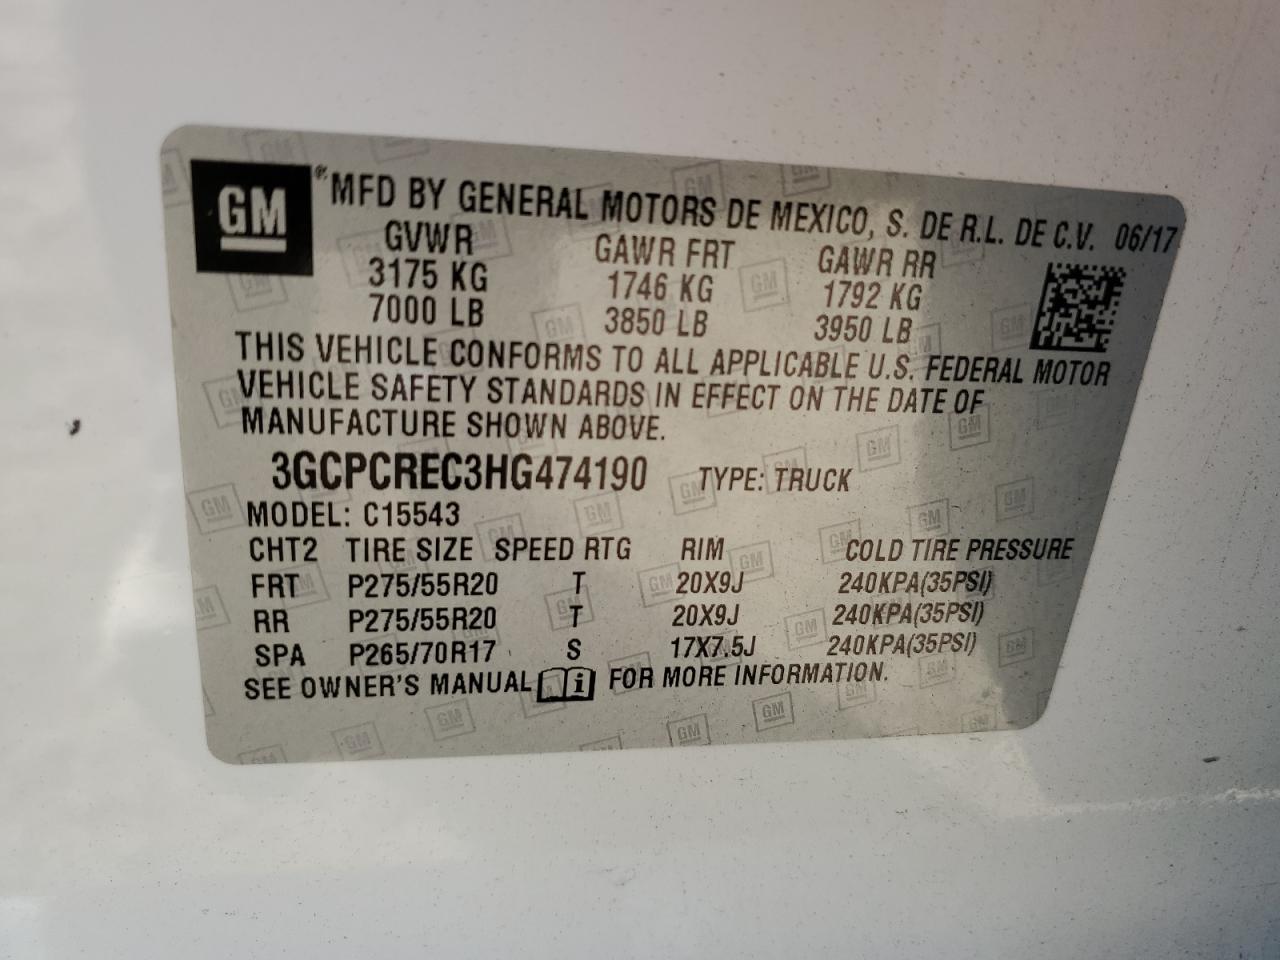 GM ® MFD BY GENERAL MOTORS DE MEXICO, S. DE R.L. DE C.V. 06/17
GVWR GAWR FRT GAWR RR
3175 KG 1746 KG 1792 KG
7000 LB 3850 LB 3950 LB
THIS VEHICLE CONFORMS TO ALL APPLICABLE U.S. FEDERAL MOTOR
VEHICLE SAFETY STANDARDS IN EFFECT ON THE DATE OF
MANUFACTURE SHOWN ABOVE.
3GCPCREC3HG474190 TYPE: TRUCK
MODEL: C15543
CHT2 TIRE SIZE SPEED RTG RIM COLD TIRE PRESSURE
FRT P275/55R20 T 20X9J 240KPA(35PSI)
RR P275/55R20 T 20X9J 240KPA(35PSI)
SPA P265/70R17 S 17X7.5J 240KPA(35PSI)
SEE OWNER'S MANUAL i FOR MORE INFORMATION.